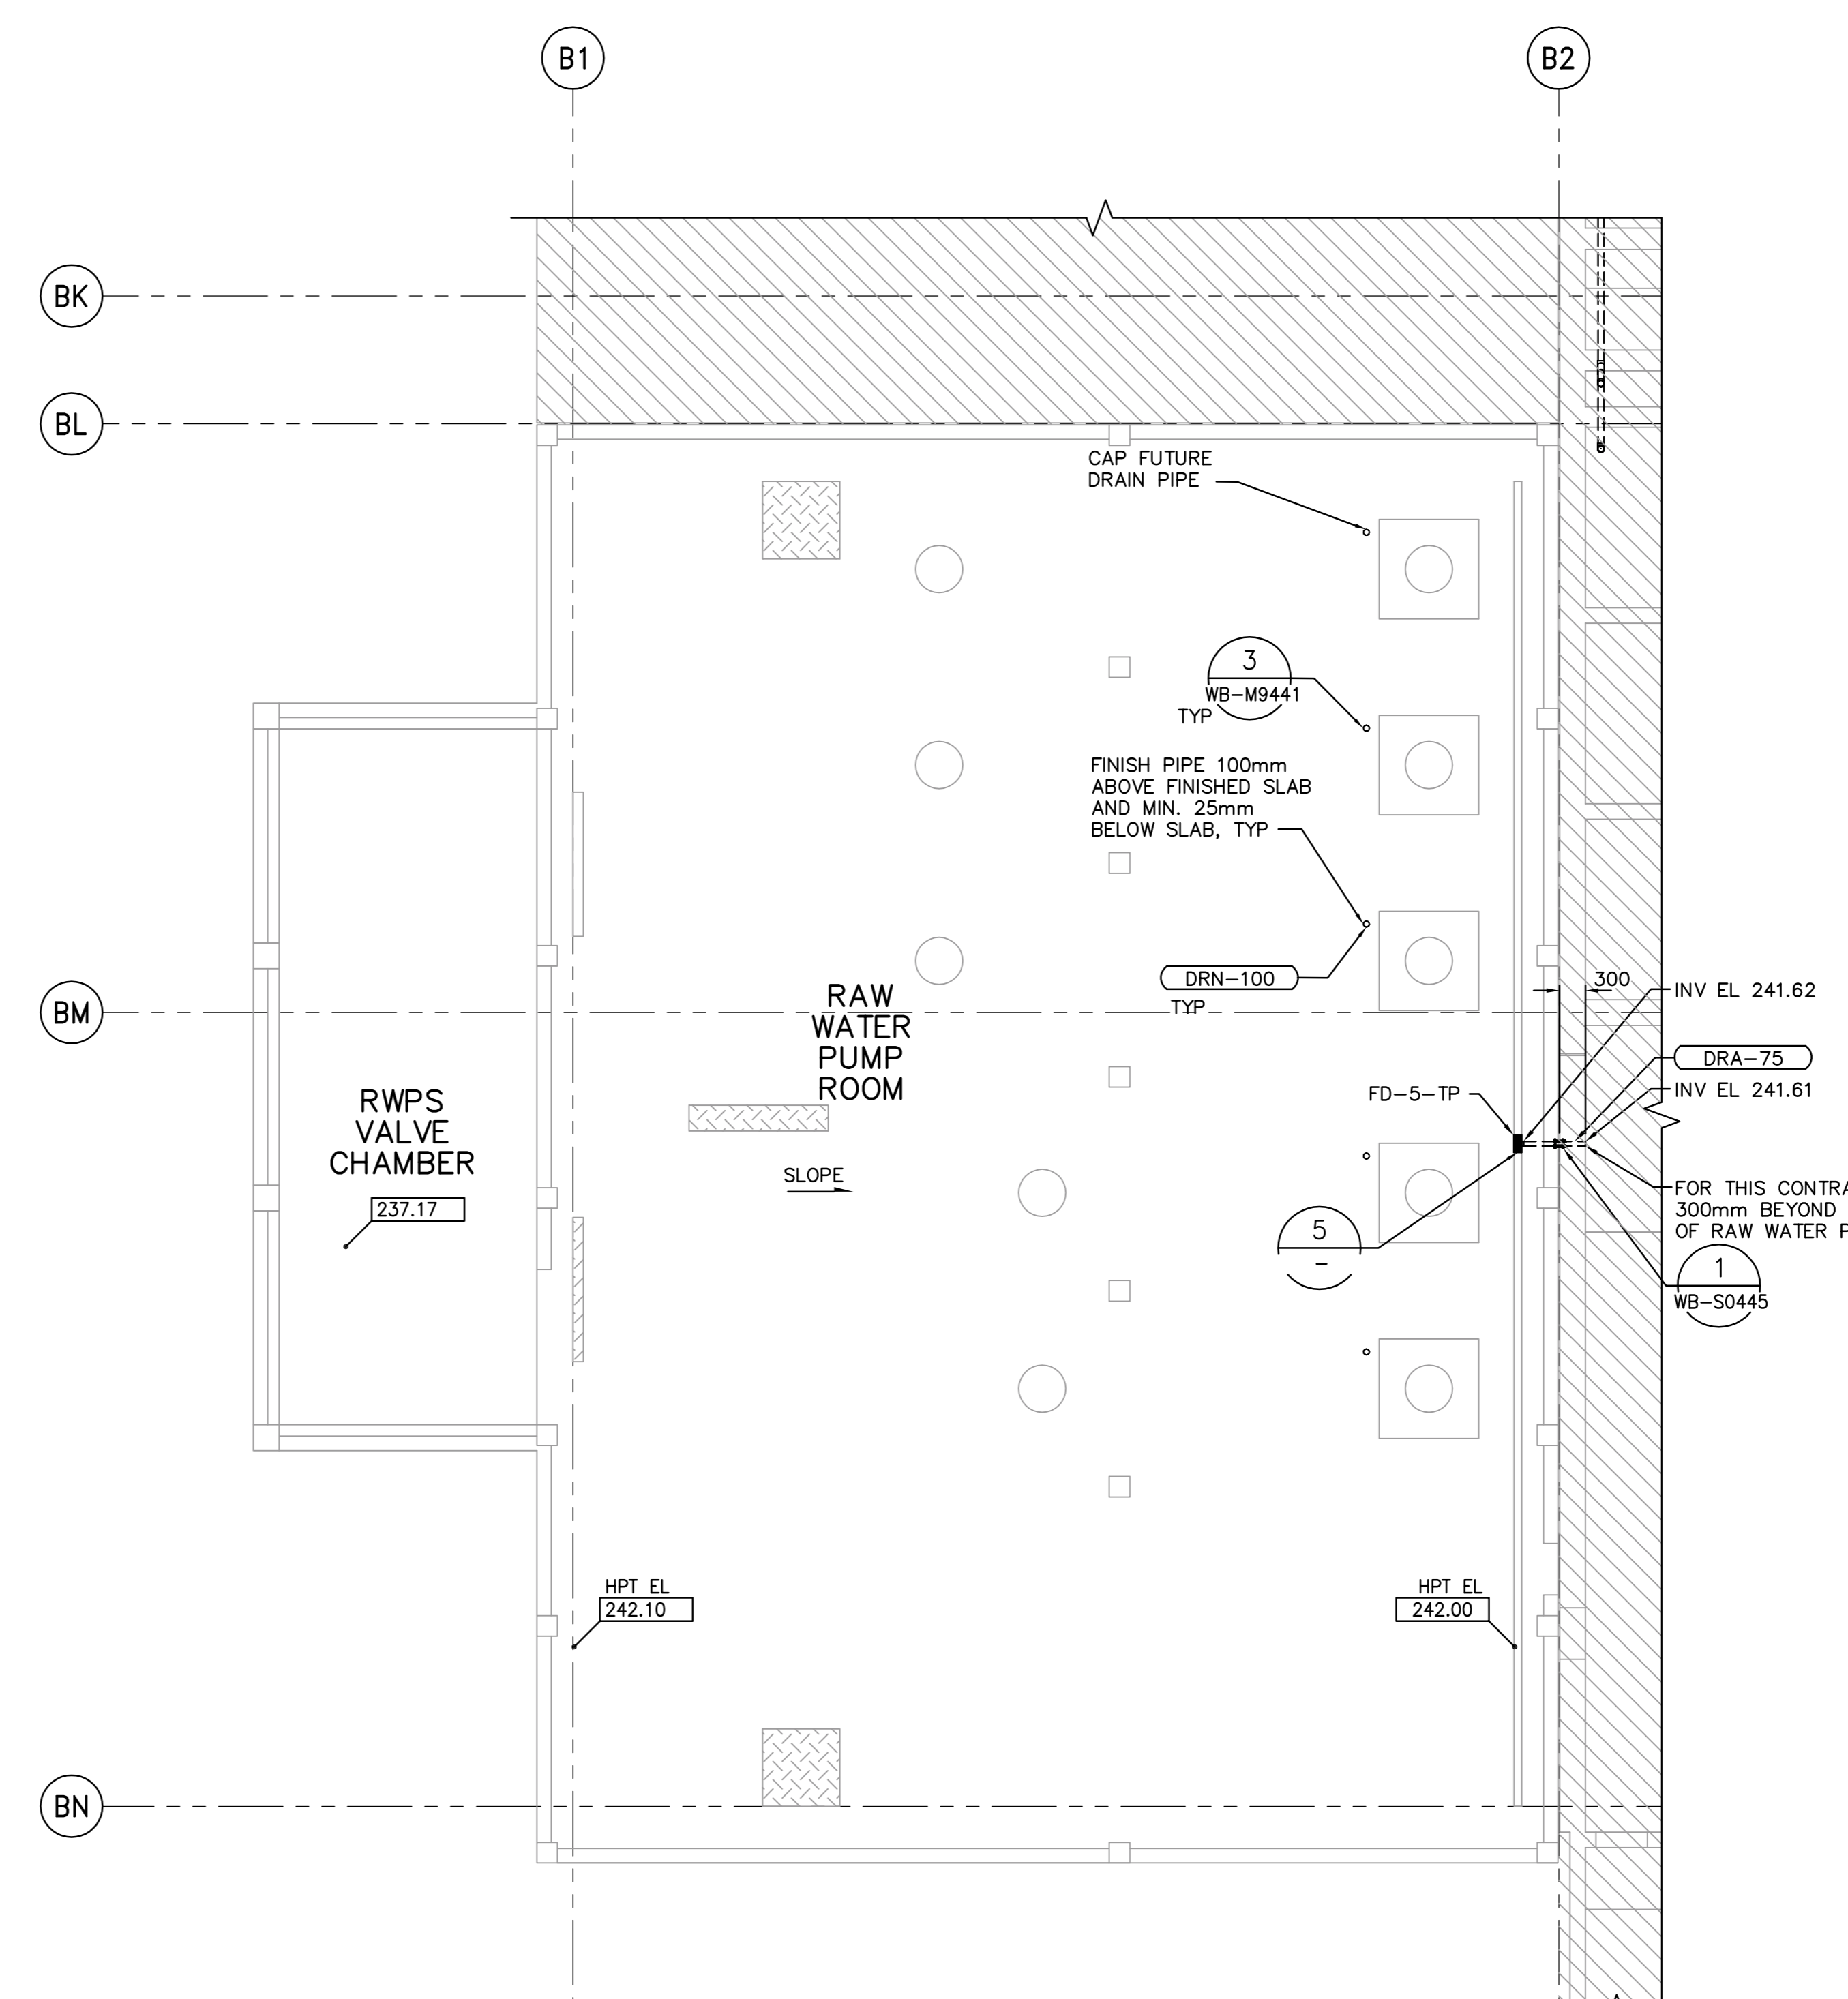 B1
B2
BK
BL
BM
BN
CAP FUTURE
DRAIN PIPE
3
WB-M9441
TYP
FINISH PIPE 100mm
ABOVE FINISHED SLAB
AND MIN. 25mm
BELOW SLAB, TYP
DRN-100
TYP
RAW
WATER
PUMP
ROOM
RWPS
VALVE
CHAMBER
237.17
SLOPE
300
INV EL 241.62
DRA-75
INV EL 241.61
FD-5-TP
5
-
FOR THIS
300mm BEYOND
OF RAW WATER
1
WB-S0445
HPT EL
242.10
HPT EL
242.00